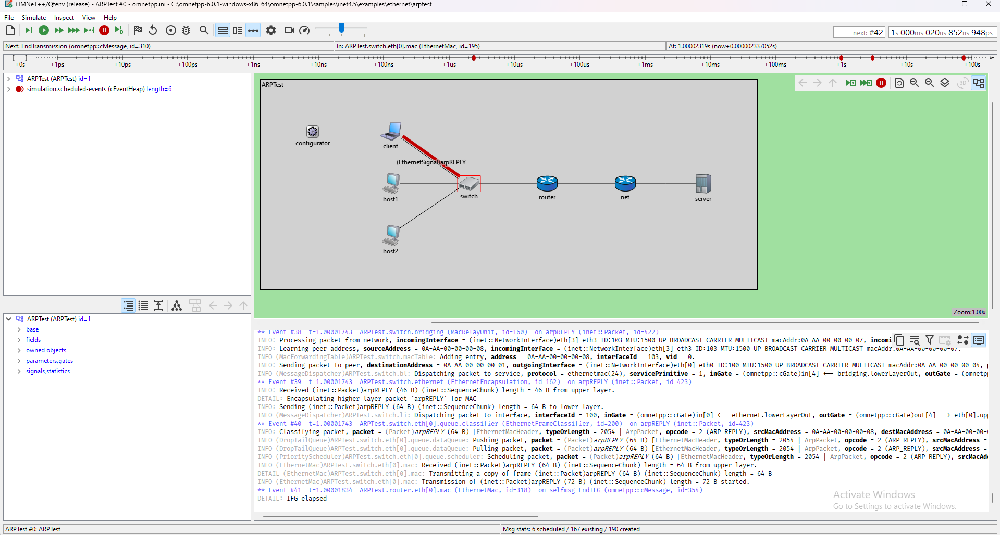 OMNeT++/Qtenv (release) - ARPTest #0 - omnetpp.ini - C:\omnetpp-6.0.1-windows-x86_64\omnetpp-6.0.1\samples\inet4.5\examples\ethernet\arptest
File Simulate Inspect View Help
next: #42 1s 000ms 020us 852ns 948ps
Next: EndTransmission (omnetpp::cMessage, id=310) In: ARPTest.switch.eth[0].mac (EthernetMac, id=195) At: 1.00002319s (now+0.000002337052s)
+0s +1ps +10ps +100ps +1ns +10ns +100ns +1us +10us +100us +1ms +10ms +100ms +1s +10s +100s
ARPTest (ARPTest) id=1
simulation.scheduled-events (cEventHeap) length=6
ARPTest
3D
configurator
client
(EthernetSignal)arpREPLY
host1
switch
router
net
server
host2
Zoom:1.00x
ARPTest (ARPTest) id=1
base
fields
owned objects
parameters,gates
signals,statistics
** Event #38 t=1.00001743 ARPTest.switch.bridging (MacRelayUnit, id=160) on arpREPLY (inet::Packet, id=422)
INFO: Processing packet from network, incomingInterface = (inet::NetworkInterface)eth[3] eth3 ID:103 MTU:1500 UP BROADCAST CARRIER MULTICAST macAddr:0A-AA-00-00-00-07, incomi
INFO: Learning peer address, sourceAddress = 0A-AA-00-00-00-08, incomingInterface = (inet::NetworkInterface)eth[3] eth3 ID:103 MTU:1500 UP BROADCAST CARRIER MULTICAST macAddr:0A-AA-00-00-00-07.
INFO (MacForwardingTable)ARPTest.switch.macTable: Adding entry, address = 0A-AA-00-00-00-08, interfaceId = 103, vid = 0.
INFO: Sending packet to peer, destinationAddress = 0A-AA-00-00-00-01, outgoingInterface = (inet::NetworkInterface)eth[0] eth0 ID:100 MTU:1500 UP BROADCAST CARRIER MULTICAST macAddr:0A-AA-00-00-00-04,
INFO (MessageDispatcher)ARPTest.switch.bl: Dispatching packet to service, protocol = ethernetmac(24), servicePrimitive = 1, inGate = (omnetpp::cGate)in[4] <-- bridging.lowerLayerOut, outGate = (omnetp
** Event #39 t=1.00001743 ARPTest.switch.ethernet (EthernetEncapsulation, id=162) on arpREPLY (inet::Packet, id=423)
INFO: Received (inet::Packet)arpREPLY (46 B) (inet::SequenceChunk) length = 46 B from upper layer.
DETAIL: Encapsulating higher layer packet `arpREPLY' for MAC
INFO: Sending (inet::Packet)arpREPLY (64 B) (inet::SequenceChunk) length = 64 B to lower layer.
INFO (MessageDispatcher)ARPTest.switch.li: Dispatching packet to interface, interfaceId = 100, inGate = (omnetpp::cGate)in[0] <-- ethernet.lowerLayerOut, outGate = (omnetpp::cGate)out[4] --> eth[0].upp
** Event #40 t=1.00001743 ARPTest.switch.eth[0].queue.classifier (EthernetFrameClassifier, id=200) on arpREPLY (inet::Packet, id=423)
INFO: Classifying packet, packet = (Packet)arpREPLY (64 B) [EthernetMacHeader, typeOrLength = 2054 | ArpPacket, opcode = 2 (ARP_REPLY), srcMacAddress = 0A-AA-00-00-00-08, destMacAddress = 0A-AA-00-00-
INFO (DropTailQueue)ARPTest.switch.eth[0].queue.dataQueue: Pushing packet, packet = (Packet)arpREPLY (64 B) [EthernetMacHeader, typeOrLength = 2054 | ArpPacket, opcode = 2 (ARP_REPLY), srcMacAddress =
INFO (DropTailQueue)ARPTest.switch.eth[0].queue.dataQueue: Pulling packet, packet = (Packet)arpREPLY (64 B) [EthernetMacHeader, typeOrLength = 2054 | ArpPacket, opcode = 2 (ARP_REPLY), srcMacAddress =
INFO (PriorityScheduler)ARPTest.switch.eth[0].queue.scheduler: Scheduling packet, packet = (Packet)arpREPLY (64 B) [EthernetMacHeader, typeOrLength = 2054 | ArpPacket, opcode = 2 (ARP_REPLY), srcMacAd
INFO (EthernetMac)ARPTest.switch.eth[0].mac: Received (inet::Packet)arpREPLY (64 B) (inet::SequenceChunk) length = 64 B from upper layer.
DETAIL (EthernetMac)ARPTest.switch.eth[0].mac: Transmitting a copy of frame (inet::Packet)arpREPLY (64 B) (inet::SequenceChunk) length = 64 B
INFO (EthernetMac)ARPTest.switch.eth[0].mac: Transmission of (inet::Packet)arpREPLY (72 B) (inet::SequenceChunk) length = 72 B started.
** Event #41 t=1.00001834 ARPTest.router.eth[0].mac (EthernetMac, id=318) on selfmsg EndIFG (omnetpp::cMessage, id=354)
DETAIL: IFG elapsed
Activate Windows
Go to Settings to activate Windows.
ARPTest #0: ARPTest Msg stats: 6 scheduled / 167 existing / 190 created